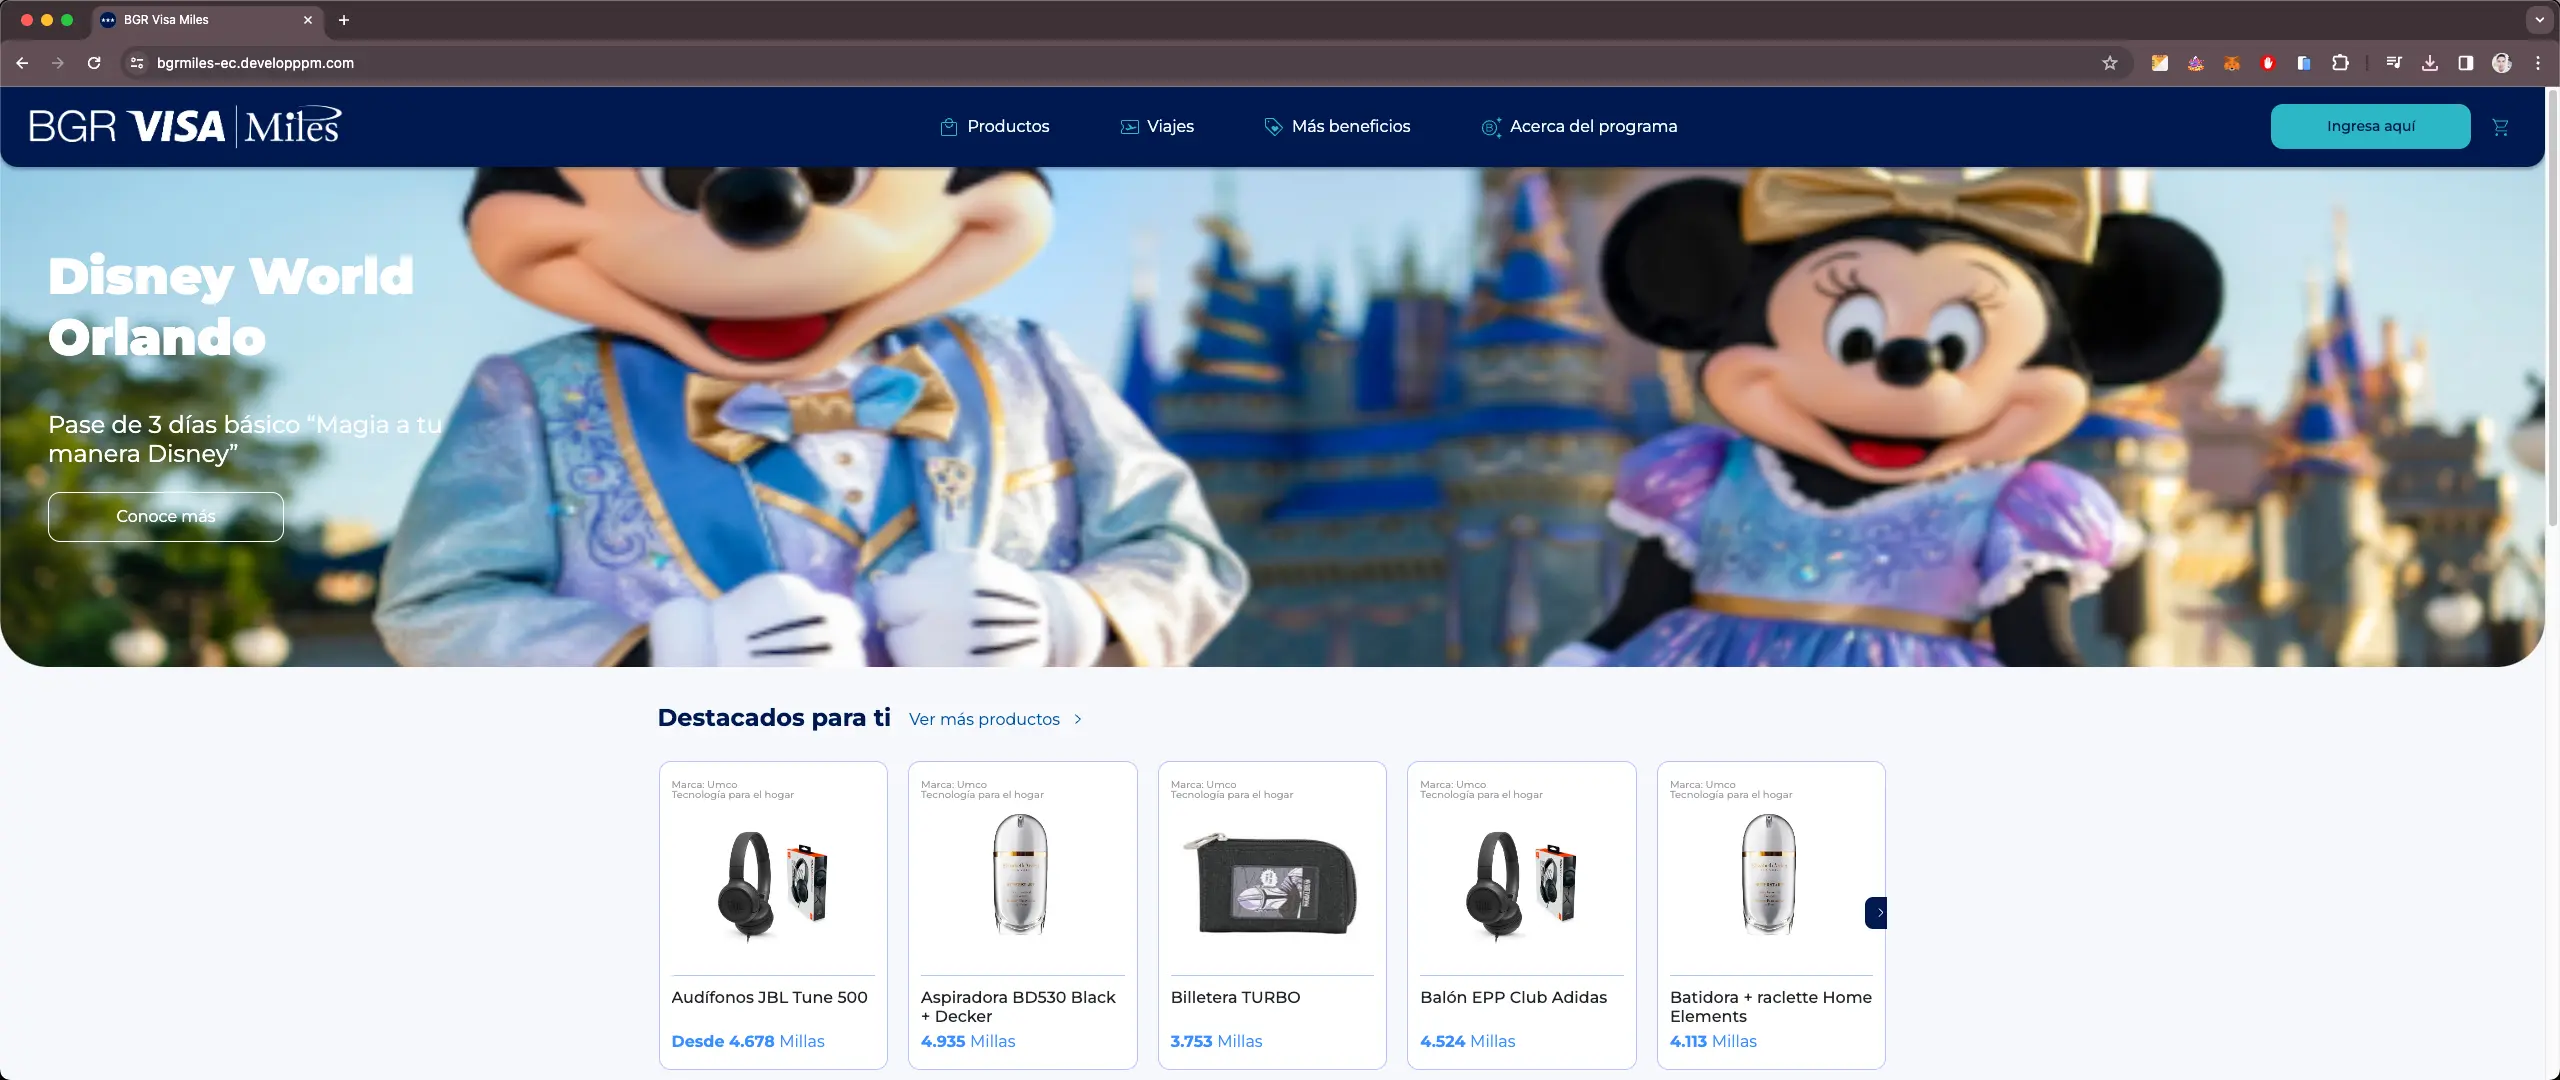 BGR Visa Miles
bgrmiles-ec.developppm.com
BGR VISA Miles
Productos
Viajes
Más beneficios
Acerca del programa
Ingresa aquí
Disney World
Orlando
Pase de 3 días básico “Magia a tu
manera Disney”
Conoce más
Destacados para ti
Ver más productos
Marca: Umco
Tecnología para el hogar
Audífonos JBL Tune 500
Desde 4.678 Millas
Marca: Umco
Tecnología para el hogar
Aspiradora BD530 Black
+ Decker
4.935 Millas
Marca: Umco
Tecnología para el hogar
Billetera TURBO
3.753 Millas
Marca: Umco
Tecnología para el hogar
Balón EPP Club Adidas
4.524 Millas
Marca: Umco
Tecnología para el hogar
Batidora + raclette Home
Elements
4.113 Millas